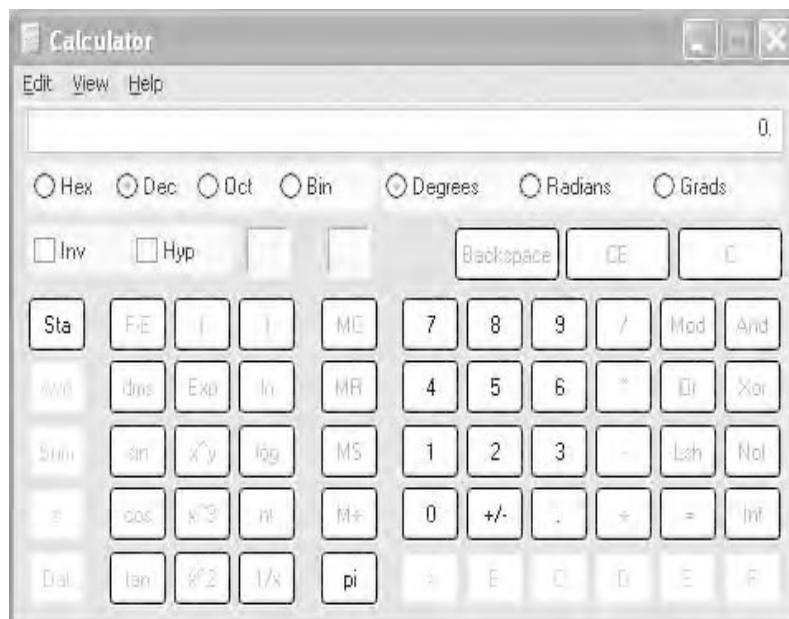 Calculator
Edit View Help
0.
Hex Dec Oct Bin Degrees Radians Grads
Inv Hyp Backspace CE C
Sta F-E ( ) MC 7 8 9 / Mod And
dms Exp ln MR 4 5 6 * Or Xor
Sum sin x^y log MS 1 2 3 - Lsh Not
cos x^3 n! M+ 0 +/- . + = Int
Dat tan x^2 1/x pi B C D E F